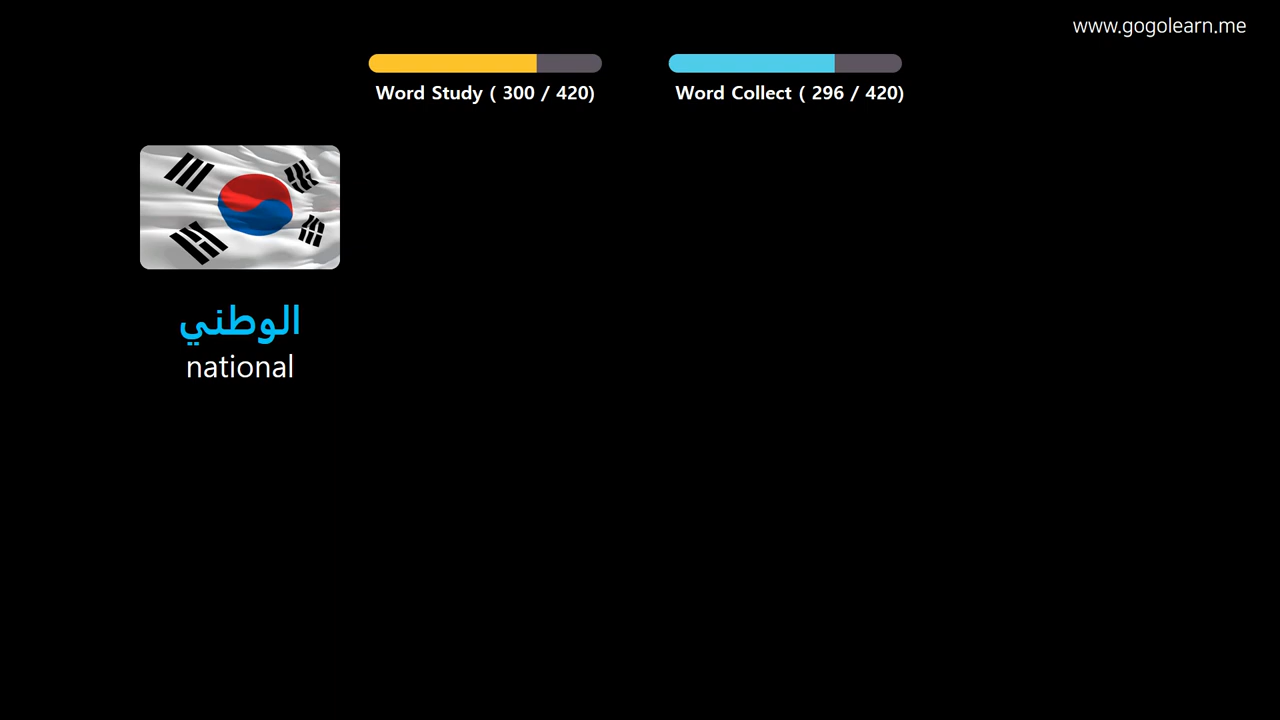 www.gogolearn.me
Word Study ( 300 / 420)
Word Collect ( 296 / 420)
الوطني
national